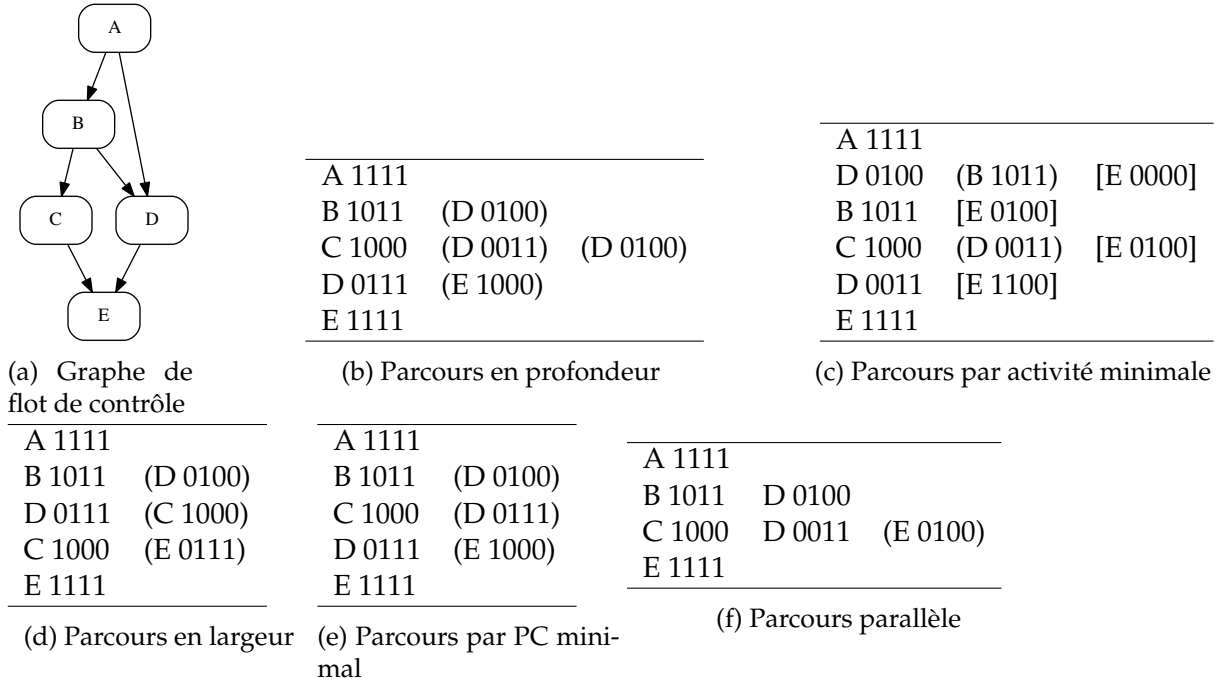 A
B
C
D
E
(a) Graphe de
flot de contrôle
A 1111
B 1011 (D 0100)
C 1000 (D 0011) (D 0100)
D 0111 (E 1000)
E 1111
(b) Parcours en profondeur
A 1111
D 0100 (B 1011) [E 0000]
B 1011 [E 0100]
C 1000 (D 0011) [E 0100]
D 0011 [E 1100]
E 1111
(c) Parcours par activité minimale
A 1111
B 1011 (D 0100)
D 0111 (C 1000)
C 1000 (E 0111)
E 1111
(d) Parcours en largeur
A 1111
B 1011 (D 0100)
C 1000 (D 0111)
D 0111 (E 1000)
E 1111
(e) Parcours par PC mini-
mal
A 1111
B 1011 D 0100
C 1000 D 0011 (E 0100)
E 1111
(f) Parcours parallèle